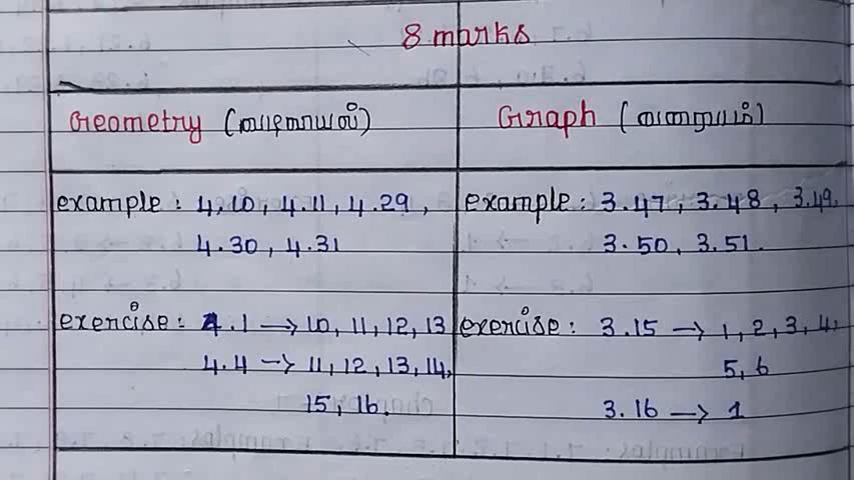 8 marks
Geometry (வடிவியல்) Graph (வரைபடம்)
example: 4.10, 4.11, 4.29, example: 3.47, 3.48, 3.49.
4.30, 4.31 3.50, 3.51.
exercise: 4.1 → 10, 11, 12, 13 exercise: 3.15 → 1, 2, 3, 4,
4.4 → 11, 12, 13, 14, 5, 6
15, 16. 3.16 → 1